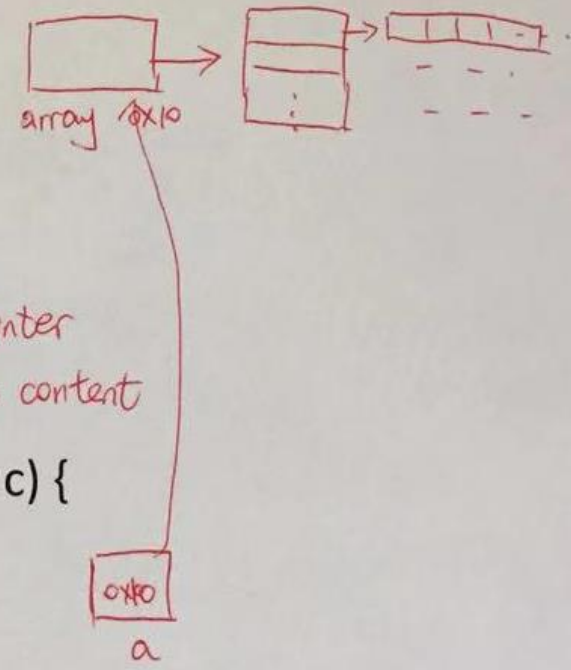 array 0x10
nter
content
c) {
0x10
a